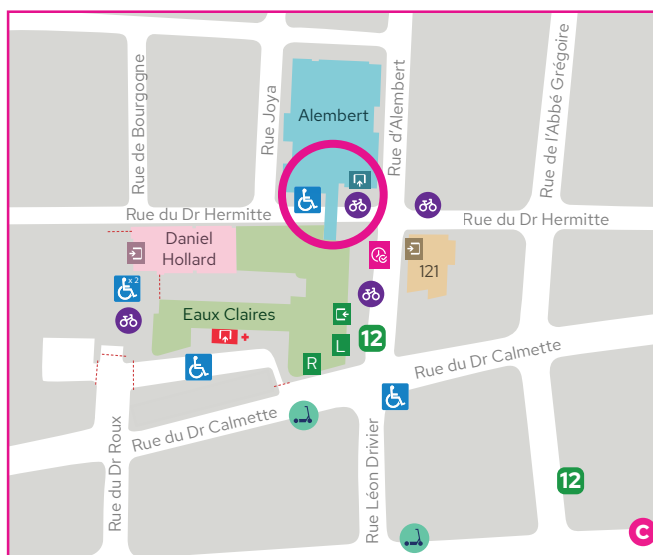 Rue de Bourgogne
Rue Joya
Alembert
Rue d'Alembert
Rue de l'Abbé Grégoire
Rue du Dr Hermitte
Rue du Dr Hermitte
Daniel
Hollard
x 2
121
Eaux Claires
12
L
R
Rue du Dr Calmette
Rue du Dr Calmette
Rue du Dr Roux
Rue Léon Drivier
12
C